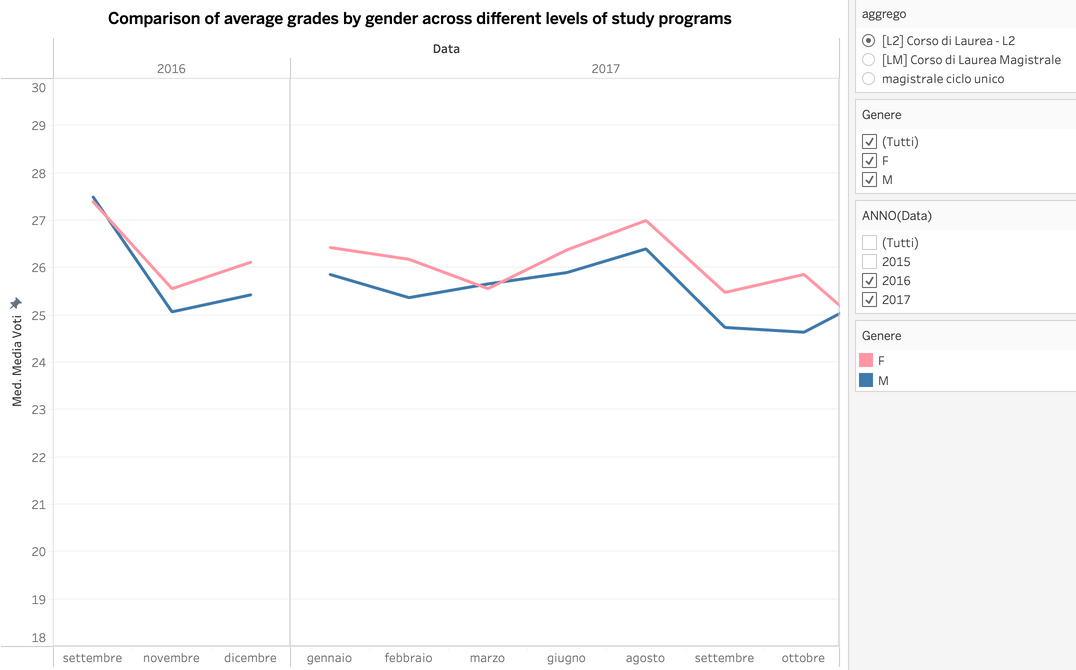 Comparison of average grades by gender across different levels of study programs
Data
2016
2017
30
29
28
27
26
25
24
23
22
21
20
19
18
Med. Media Voti
settembre
novembre
dicembre
gennaio
febbraio
marzo
giugno
agosto
settembre
ottobre
aggrego
[L2] Corso di Laurea - L2
[LM] Corso di Laurea Magistrale
magistrale ciclo unico
Genere
(Tutti)
F
M
ANNO(Data)
(Tutti)
2015
2016
2017
Genere
F
M